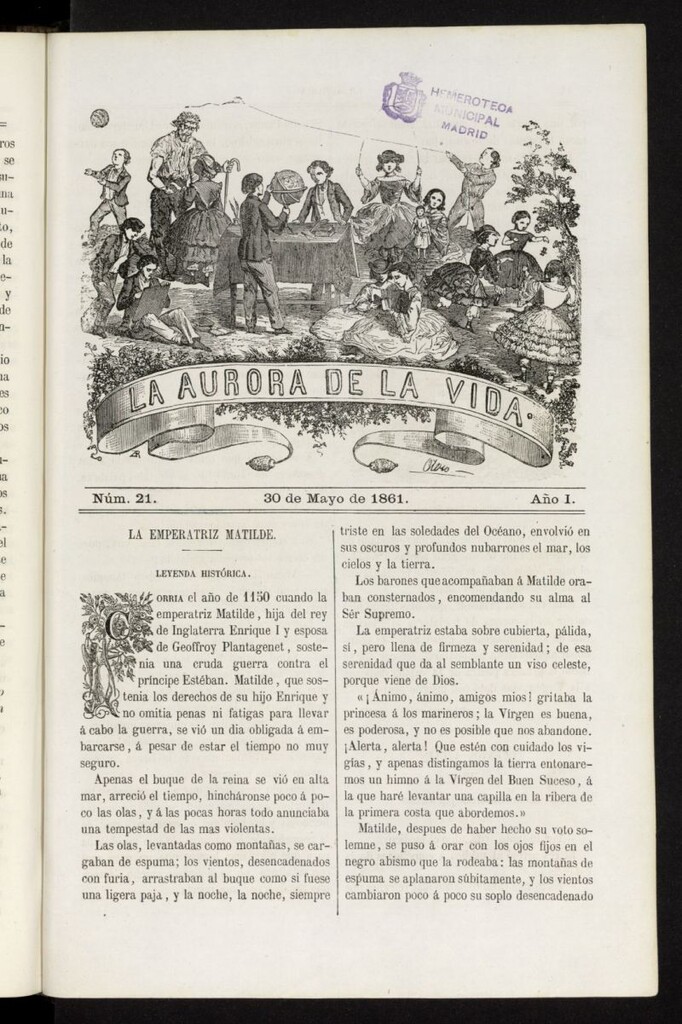 HEMEROTECA
MUNICIPAL
MADRID
LA AURORA DE LA VIDA.
Núm. 21.
30 de Mayo de 1861.
Año I.
LA EMPERATRIZ MATILDE.
LEYENDA HISTÓRICA.
CORRIA el año de 1150 cuando la
emperatriz Matilde, hija del rey
de Inglaterra Enrique I y esposa
de Geoffroy Plantagenet, soste-
nia una cruda guerra contra el
príncipe Estéban. Matilde, que sos-
tenia los derechos de su hijo Enrique y
no omitia penas ni fatigas para llevar
á cabo la guerra, se vió un dia obligada á em-
barcarse, á pesar de estar el tiempo no muy
seguro.
Apenas el buque de la reina se vió en alta
mar, arreció el tiempo, hincháronse poco á po-
co las olas, y á las pocas horas todo anunciaba
una tempestad de las mas violentas.
Las olas, levantadas como montañas, se car-
gaban de espuma; los vientos, desencadenados
con furia, arrastraban al buque como si fuese
una ligera paja, y la noche, la noche, siempre
triste en las soledades del Océano, envolvió en
sus oscuros y profundos nubarrones el mar, los
cielos y la tierra.
Los barones que acompañaban á Matilde ora-
ban consternados, encomendando su alma al
Sér Supremo.
La emperatriz estaba sobre cubierta, pálida,
sí, pero llena de firmeza y serenidad; de esa
serenidad que da al semblante un viso celeste,
porque viene de Dios.
«¡Ánimo, ánimo, amigos mios! gritaba la
princesa á los marineros; la Vírgen es buena,
es poderosa, y no es posible que nos abandone.
¡Alerta, alerta! Que estén con cuidado los vi-
gías, y apenas distingamos la tierra entonare-
mos un himno á la Vírgen del Buen Suceso, á
la que haré levantar una capilla en la ribera de
la primera costa que abordemos.»
Matilde, despues de haber hecho su voto so-
lemne, se puso á orar con los ojos fijos en el
negro abismo que la rodeaba: las montañas de
espuma se aplanaron súbitamente, y los vientos
cambiaron poco á poco su soplo desencadenado